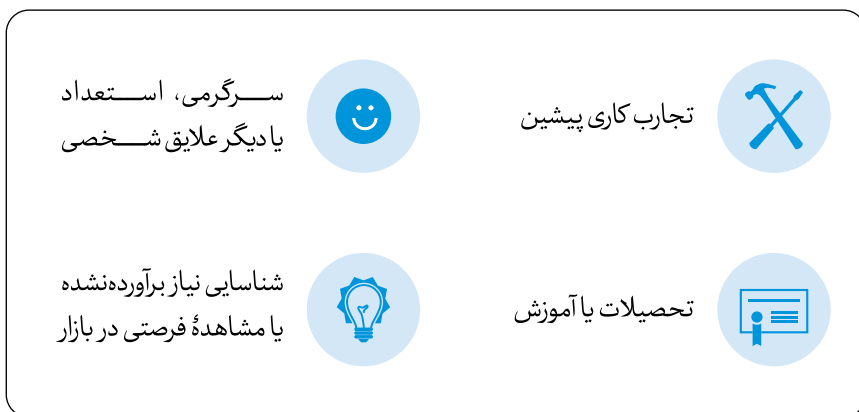 تجارب کاری پیشین
سرگرمی، استعداد
یا دیگر علایق شخصی
تحصیلات یا آموزش
شناسایی نیاز برآورده‌نشده
یا مشاهدهٔ فرصتی در بازار